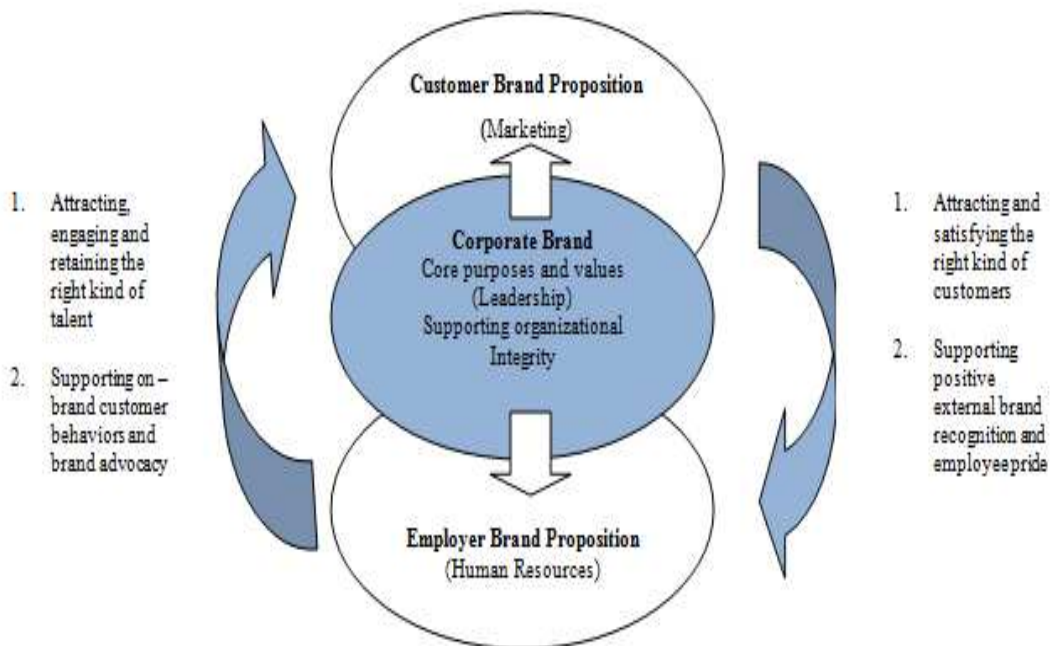 Customer Brand Proposition
(Marketing)
Corporate Brand
Core purposes and values
(Leadership)
Supporting organizational
Integrity
Employer Brand Proposition
(Human Resources)
1. Attracting,
engaging and
retaining the
right kind of
talent
2. Supporting on –
brand customer
behaviors and
brand advocacy
1. Attracting and
satisfying the
right kind of
customers
2. Supporting
positive
external brand
recognition and
employee pride